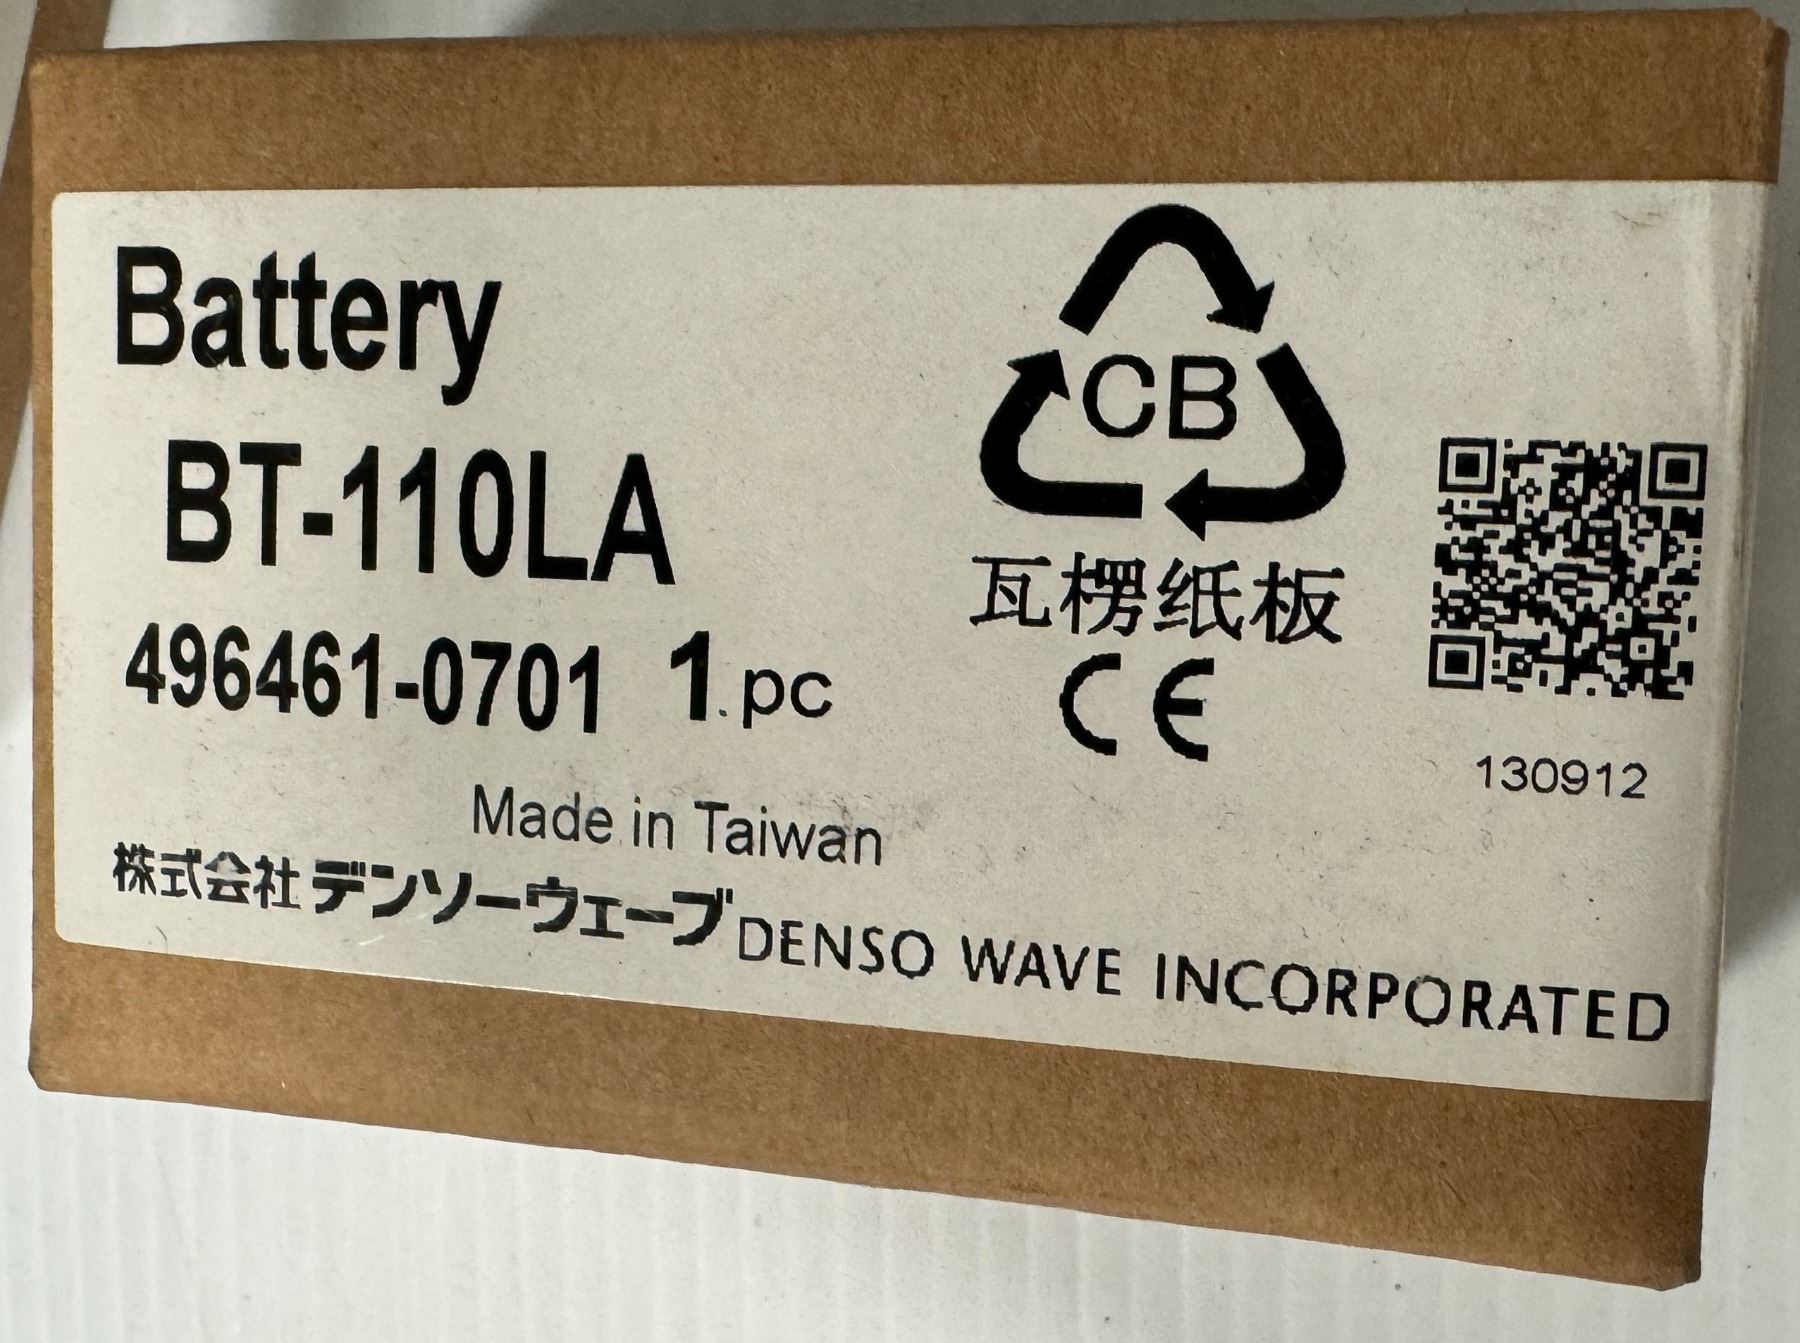 Battery
BT-110LA
496461-0701 1.pc
CB
瓦楞纸板
CE
130912
Made in Taiwan
株式会社デンソーウェーブ DENSO WAVE INCORPORATED